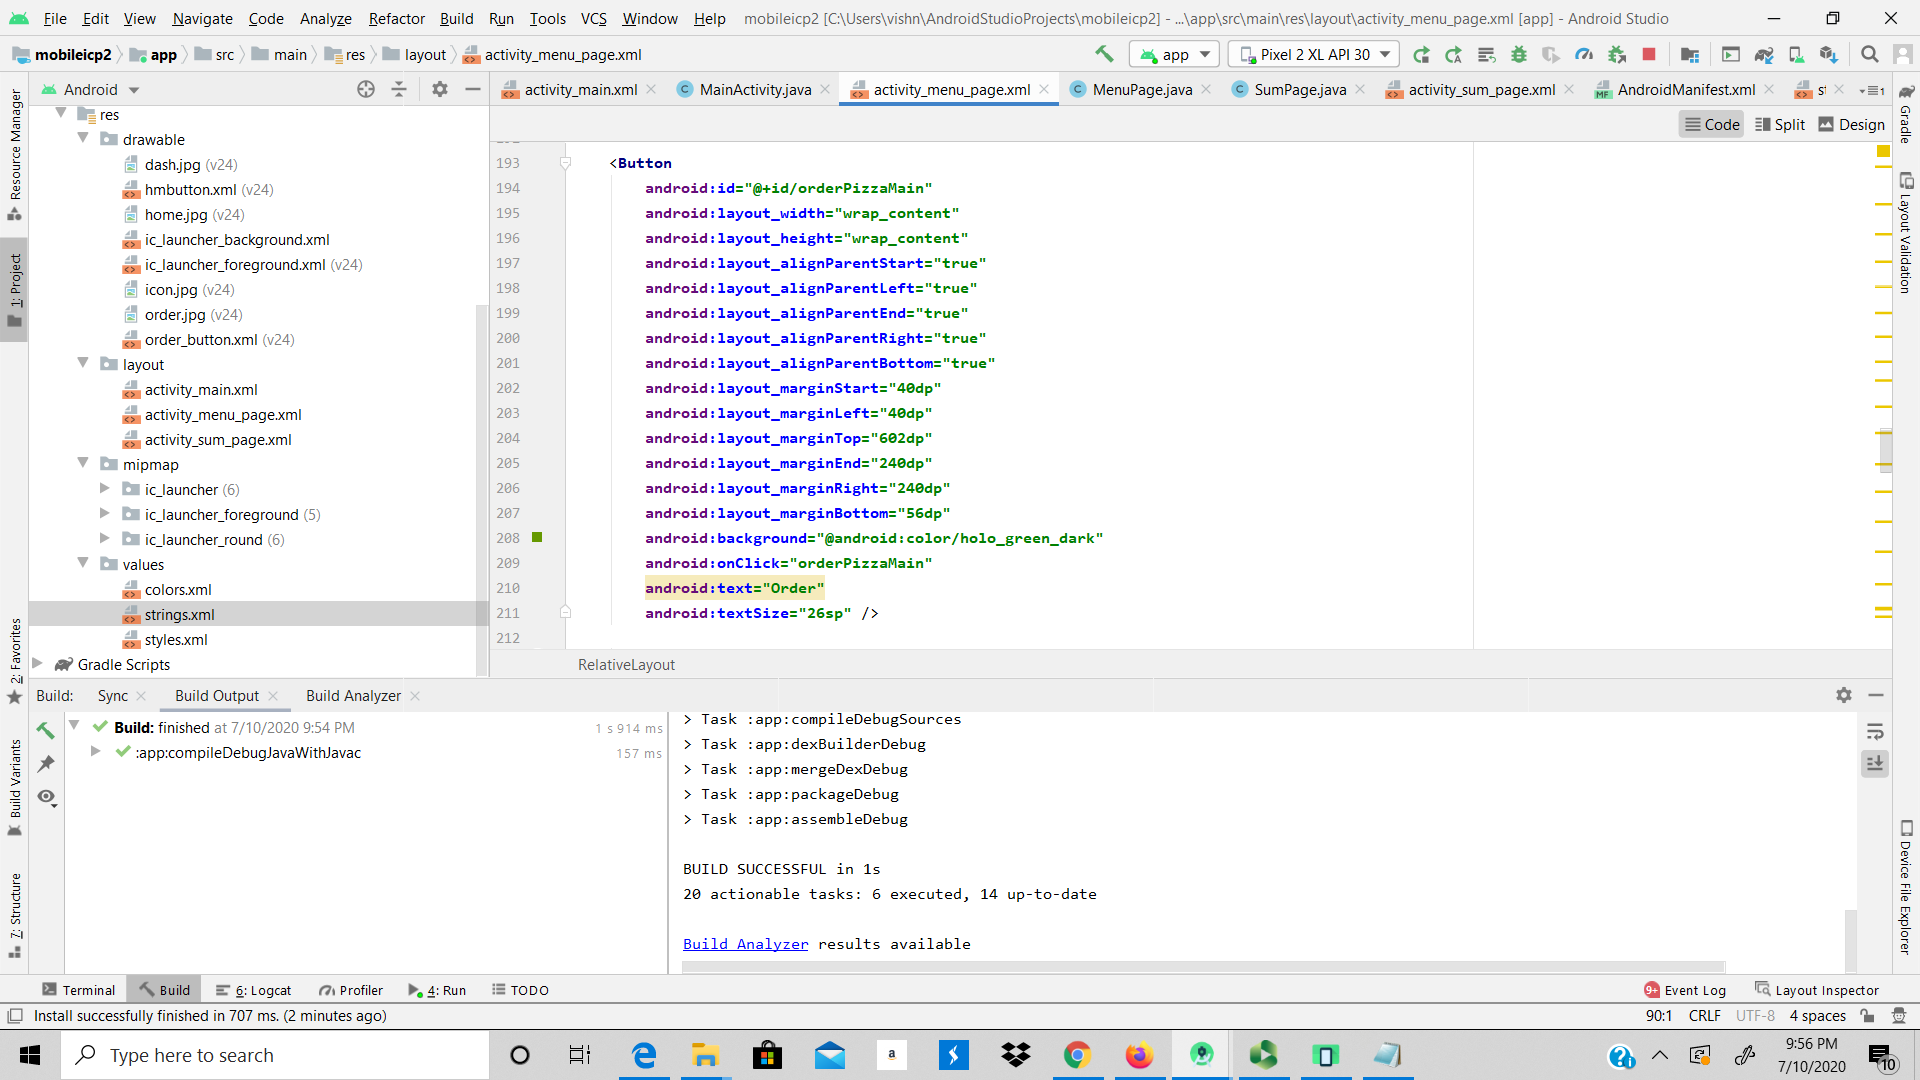 File Edit View Navigate Code Analyze Refactor Build Run Tools VCS Window Help mobileicp2 [C:\Users\vishn\AndroidStudioProjects\mobileicp2] - ...\app\src\main\res\layout\activity_menu_page.xml [app] - Android Studio
mobileicp2 app src main res layout activity_menu_page.xml app Pixel 2 XL API 30
Android activity_main.xml MainActivity.java activity_menu_page.xml MenuPage.java SumPage.java activity_sum_page.xml AndroidManifest.xml
Code Split Design
res
drawable
dash.jpg (v24)
hmbutton.xml (v24)
home.jpg (v24)
ic_launcher_background.xml
ic_launcher_foreground.xml (v24)
icon.jpg (v24)
order.jpg (v24)
order_button.xml (v24)
layout
activity_main.xml
activity_menu_page.xml
activity_sum_page.xml
mipmap
ic_launcher (6)
ic_launcher_foreground (5)
ic_launcher_round (6)
values
colors.xml
strings.xml
styles.xml
Gradle Scripts
193 <Button
194 android:id="@+id/orderPizzaMain"
195 android:layout_width="wrap_content"
196 android:layout_height="wrap_content"
197 android:layout_alignParentStart="true"
198 android:layout_alignParentLeft="true"
199 android:layout_alignParentEnd="true"
200 android:layout_alignParentRight="true"
201 android:layout_alignParentBottom="true"
202 android:layout_marginStart="40dp"
203 android:layout_marginLeft="40dp"
204 android:layout_marginTop="602dp"
205 android:layout_marginEnd="240dp"
206 android:layout_marginRight="240dp"
207 android:layout_marginBottom="56dp"
208 android:background="@android:color/holo_green_dark"
209 android:onClick="orderPizzaMain"
210 android:text="Order"
211 android:textSize="26sp" />
212
RelativeLayout
Resource Manager
1: Project
2: Favorites
Build Variants
7: Structure
Gradle
Layout Validation
Device File Explorer
Build: Sync Build Output Build Analyzer
Build: finished at 7/10/2020 9:54 PM 1 s 914 ms
:app:compileDebugJavaWithJavac 157 ms
> Task :app:compileDebugSources
> Task :app:dexBuilderDebug
> Task :app:mergeDexDebug
> Task :app:packageDebug
> Task :app:assembleDebug
BUILD SUCCESSFUL in 1s
20 actionable tasks: 6 executed, 14 up-to-date
Build Analyzer results available
Terminal Build 6: Logcat Profiler 4: Run TODO 9+ Event Log Layout Inspector
Install successfully finished in 707 ms. (2 minutes ago) 90:1 CRLF UTF-8 4 spaces
Type here to search
9:56 PM
7/10/2020
10